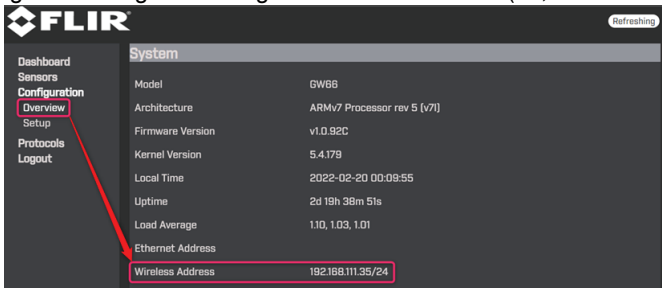 FLIR
Refreshing
Dashboard
Sensors
Configuration
Overview
Setup
Protocols
Logout
System
Model GW66
Architecture ARMv7 Processor rev 5 (v7l)
Firmware Version v1.0.92C
Kernel Version 5.4.179
Local Time 2022-02-20 00:09:55
Uptime 2d 19h 38m 51s
Load Average 1.10, 1.03, 1.01
Ethernet Address
Wireless Address 192.168.111.35/24